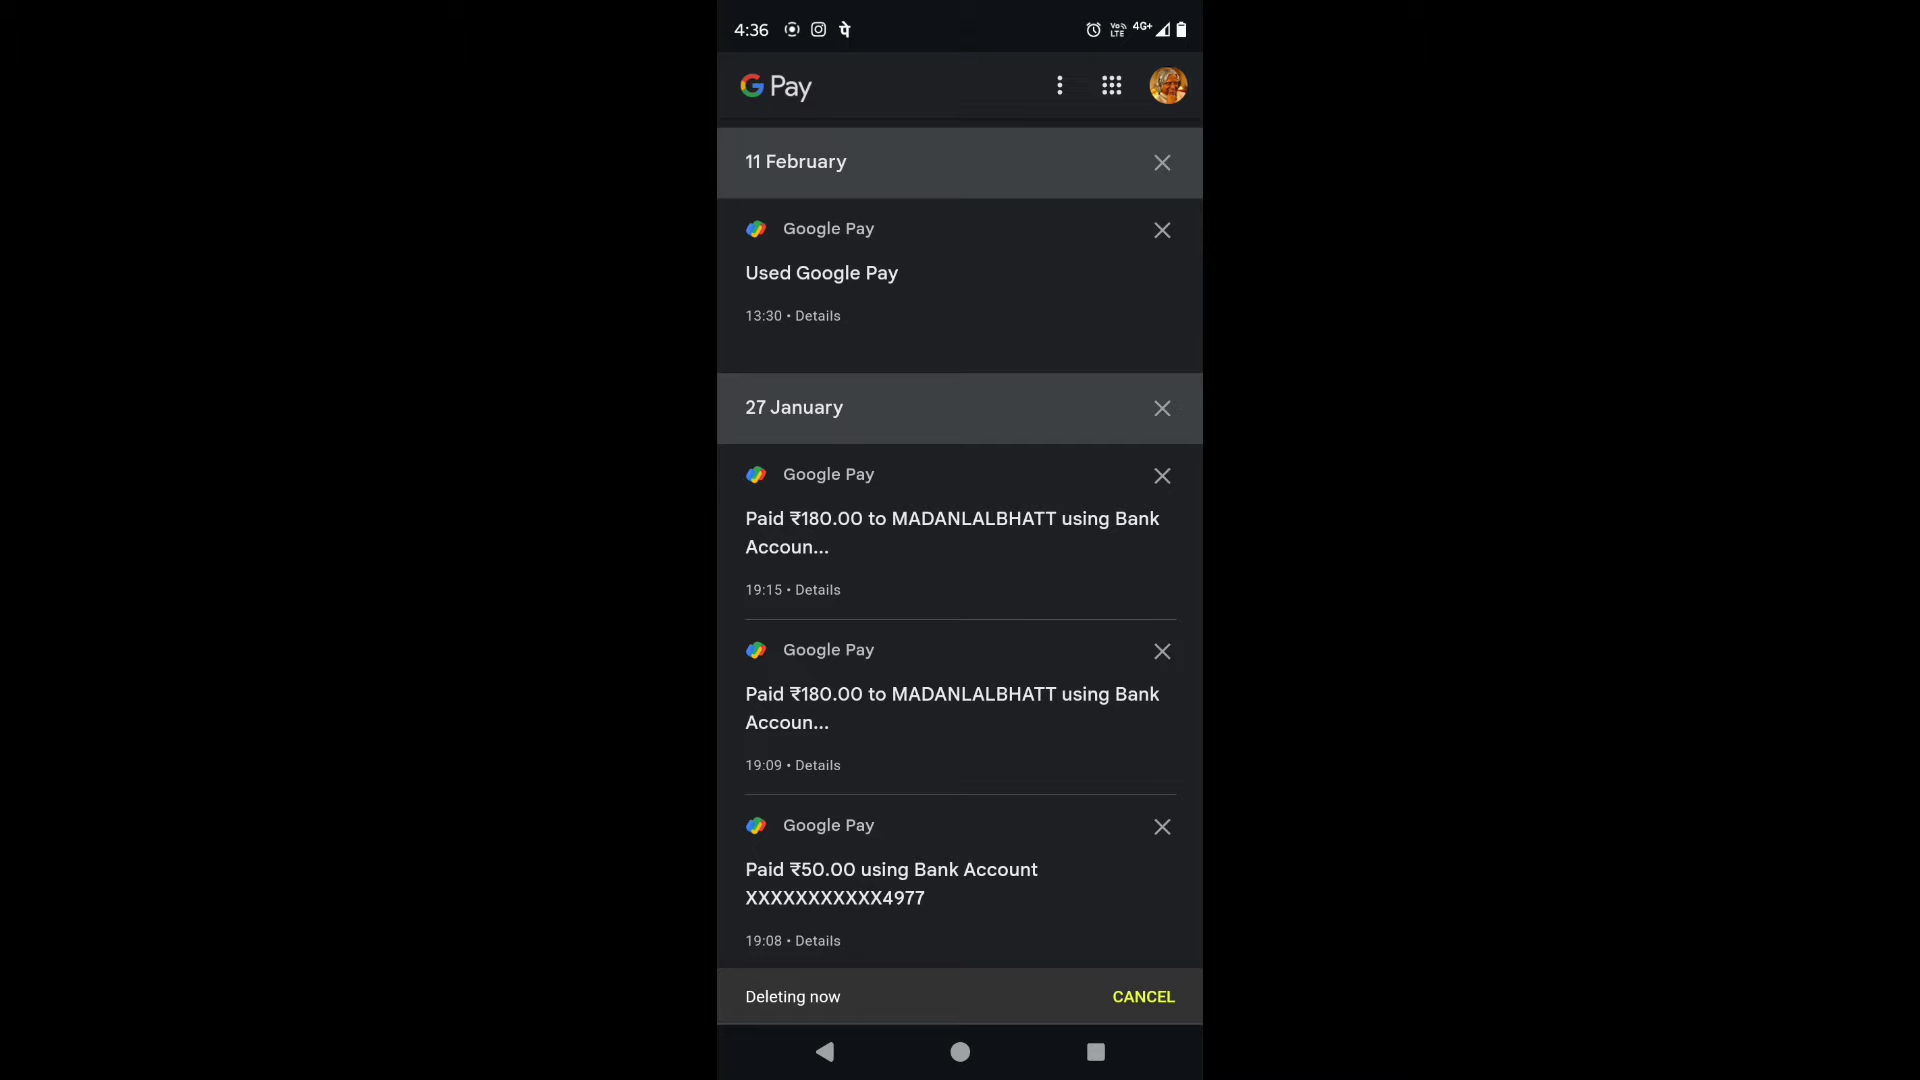 4:36
Vo LTE 4G+
G Pay
11 February
Google Pay
Used Google Pay
13:30 • Details
27 January
Google Pay
Paid ₹180.00 to MADANLALBHATT using Bank
Accoun...
19:15 • Details
Google Pay
Paid ₹180.00 to MADANLALBHATT using Bank
Accoun...
19:09 • Details
Google Pay
Paid ₹50.00 using Bank Account
XXXXXXXXXXX4977
19:08 • Details
Deleting now CANCEL